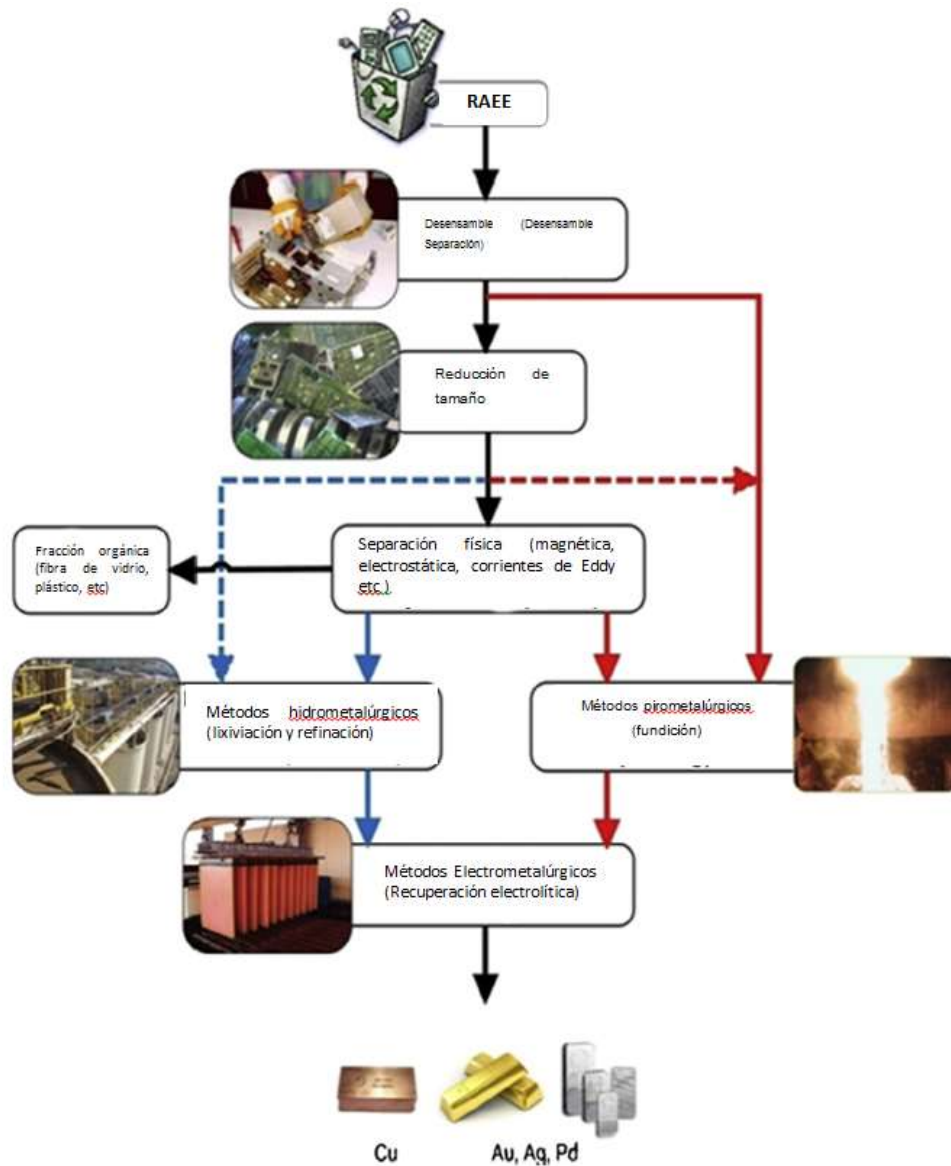 RAEE
Desensamble (Desensamble
Separación)
Reducción de
tamaño
Separación física (magnética,
electrostática, corrientes de Eddy
etc.)
Fracción orgánica
(fibra de vidrio,
plástico, etc)
Métodos hidrometalúrgicos
(lixiviación y refinación)
Métodos pirometalúrgicos
(fundición)
Métodos Electrometalúrgicos
(Recuperación electrolítica)
Cu
Au, Ag, Pd